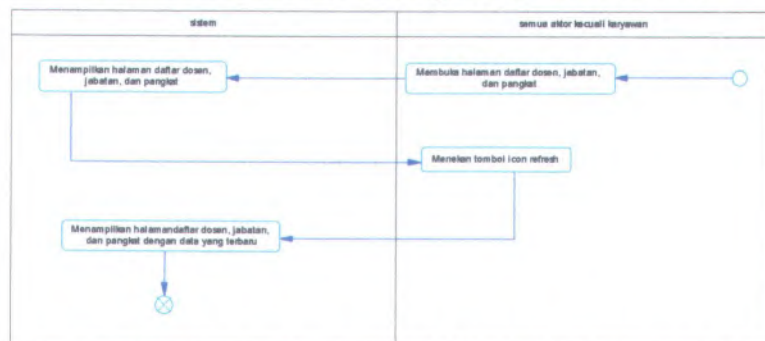 sistem
semua aktor kecuali karyawan
Menampilkan halaman daftar dosen,
jabatan, dan pangkat
Membuka halaman daftar dosen, jabatan,
dan pangkat
Menekan tombol icon refresh
Menampilkan halamandaftar dosen, jabatan,
dan pangkat dengan data yang terbaru